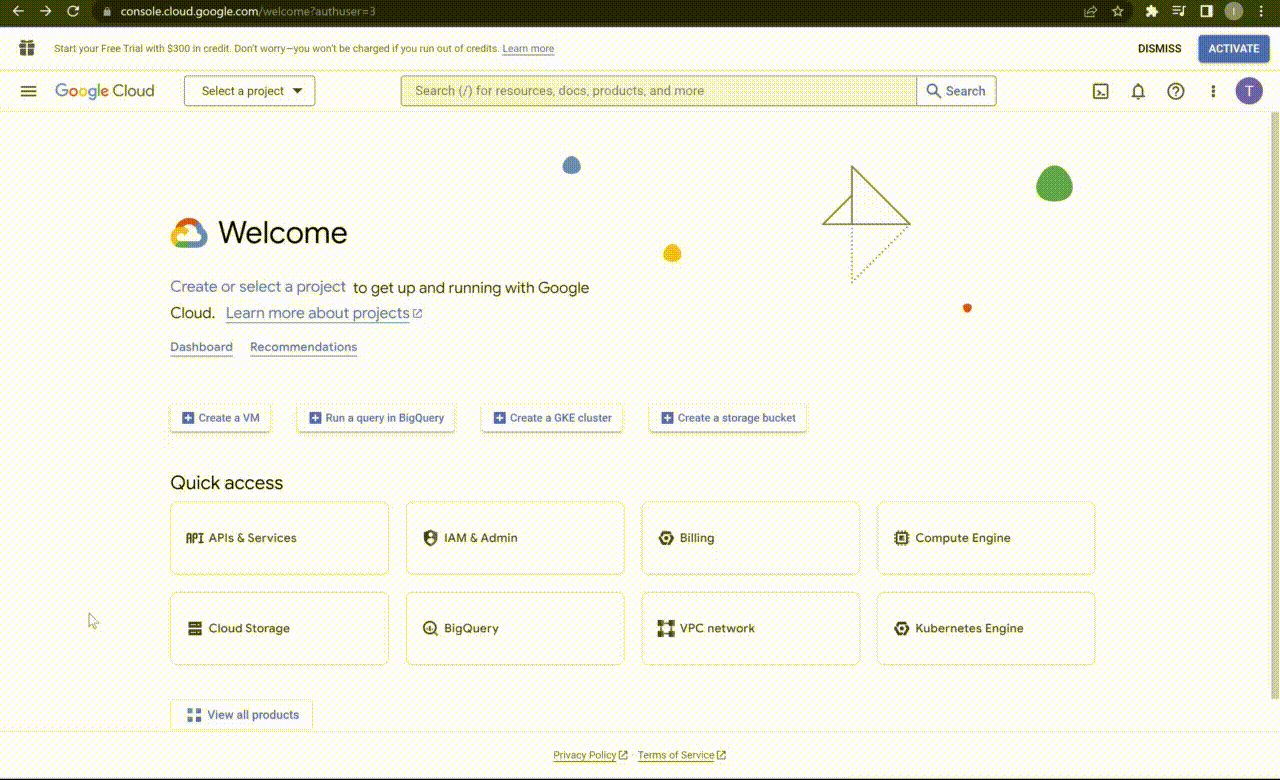 console.cloud.google.com/welcome?authuser=3
I
Start your Free Trial with $300 in credit. Don't worry—you won't be charged if you run out of credits. Learn more
DISMISS
ACTIVATE
Google Cloud
Select a project
Search (/) for resources, docs, products, and more
Search
T
Welcome
Create or select a project to get up and running with Google
Cloud. Learn more about projects
Dashboard
Recommendations
Create a VM
Run a query in BigQuery
Create a GKE cluster
Create a storage bucket
Quick access
API APIs & Services
IAM & Admin
Billing
Compute Engine
Cloud Storage
BigQuery
VPC network
Kubernetes Engine
View all products
Privacy Policy · Terms of Service